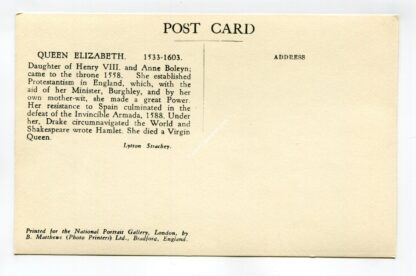 POST CARD
QUEEN ELIZABETH. 1533-1603.
ADDRESS
Daughter of Henry VIII. and Anne Boleyn;
came to the throne 1558. She established
Protestantism in England, which, with the
aid of her Minister, Burghley, and by her
own mother-wit, she made a great Power.
Her resistance to Spain culminated in the
defeat of the Invincible Armada, 1588. Under
her, Drake circumnavigated the World and
Shakespeare wrote Hamlet. She died a Virgin
Queen.
Lytton Strachey.
Printed for the National Portrait Gallery, London, by
B. Matthews (Photo Printers) Ltd., Bradford, England.